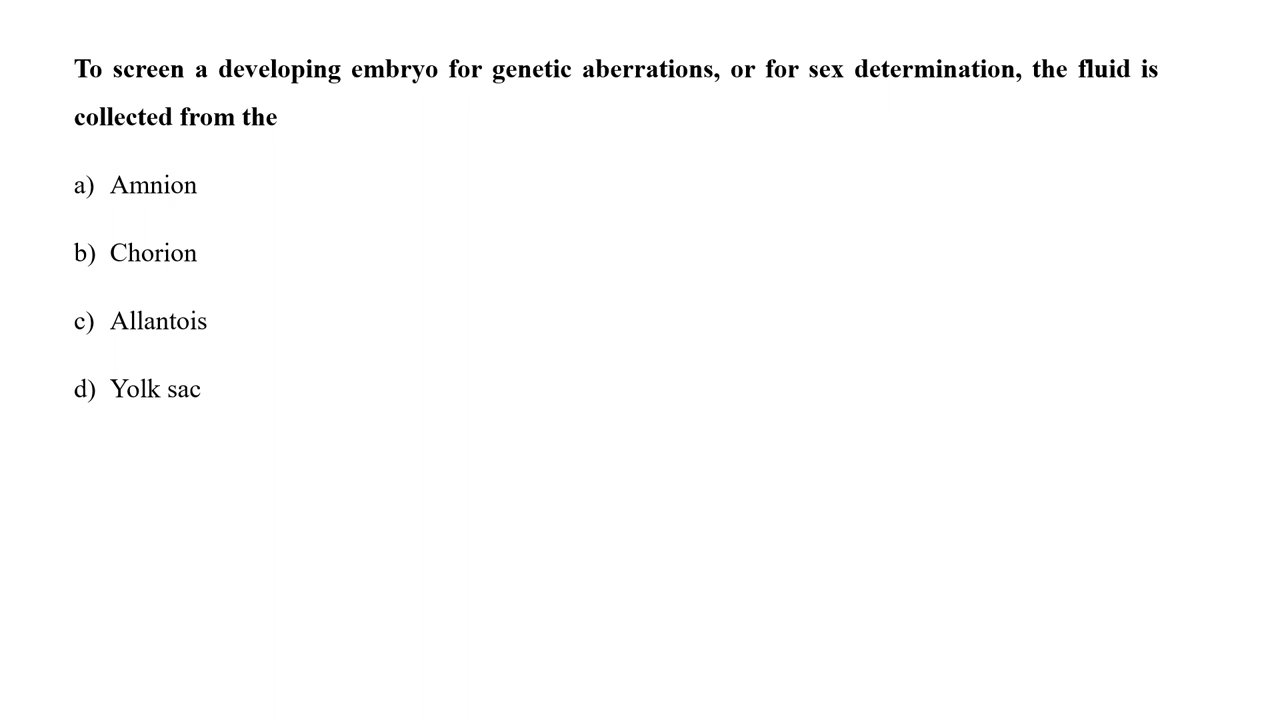 To screen a developing embryo for genetic aberrations, or for sex determination, the fluid is
collected from the
a) Amnion
b) Chorion
c) Allantois
d) Yolk sac